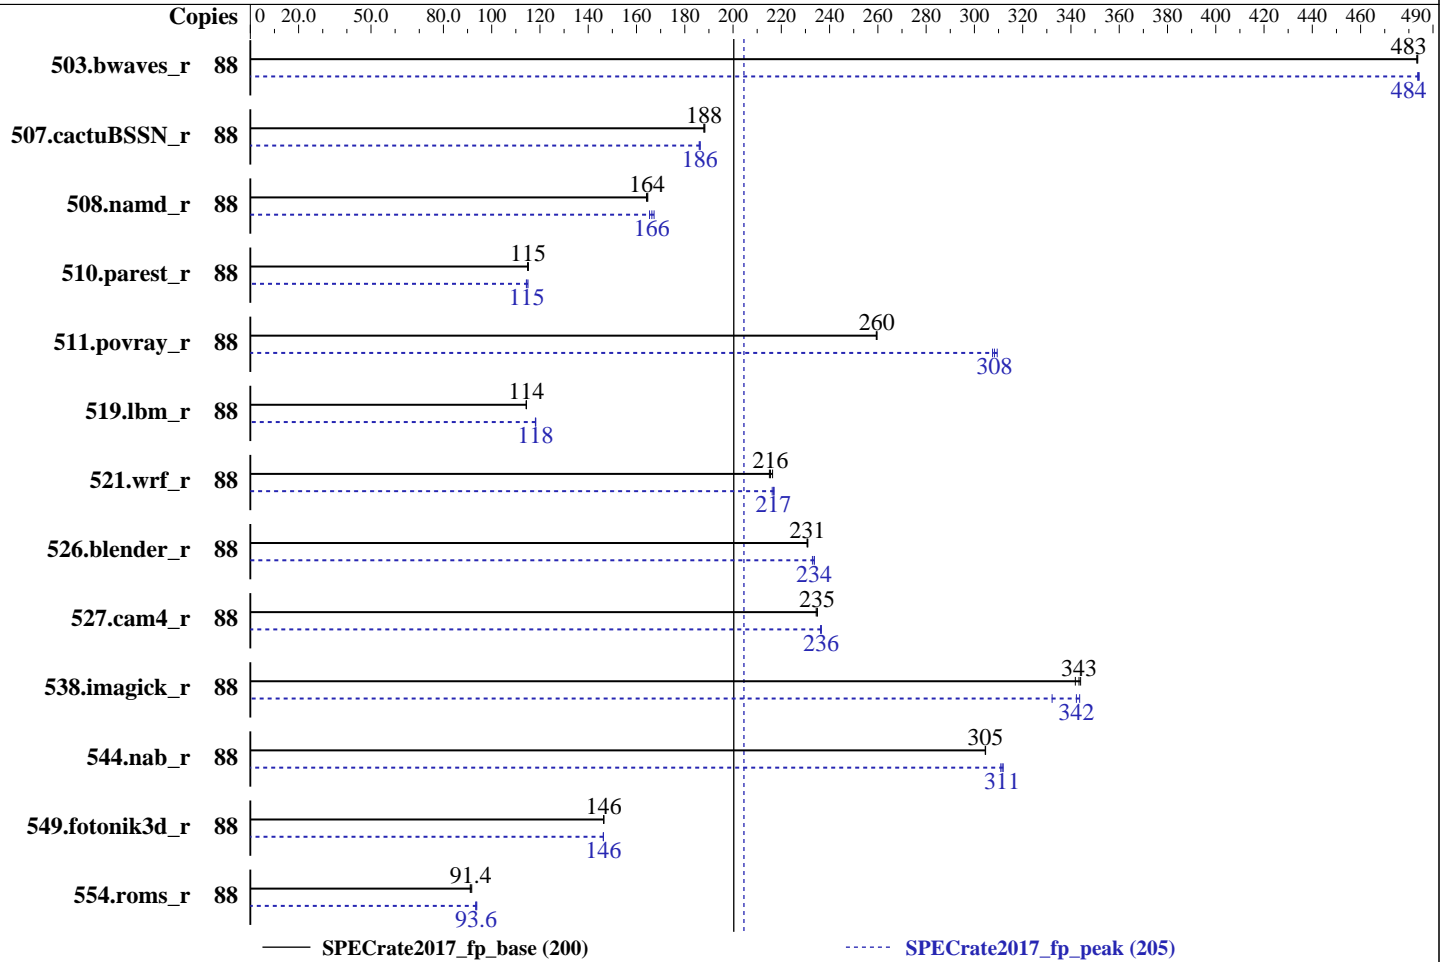 Copies 0 20.0 50.0 80.0 100 120 140 160 180 200 220 240 260 280 300 320 340 360 380 400 420 440 460 490
483
503.bwaves_r 88
484
188
507.cactuBSSN_r 88
186
164
508.namd_r 88
166
115
510.parest_r 88
115
260
511.povray_r 88
308
114
519.lbm_r 88
118
216
521.wrf_r 88
217
231
526.blender_r 88
234
235
527.cam4_r 88
236
343
538.imagick_r 88
342
305
544.nab_r 88
311
146
549.fotonik3d_r 88
146
91.4
554.roms_r 88
93.6
SPECrate2017_fp_base (200) SPECrate2017_fp_peak (205)